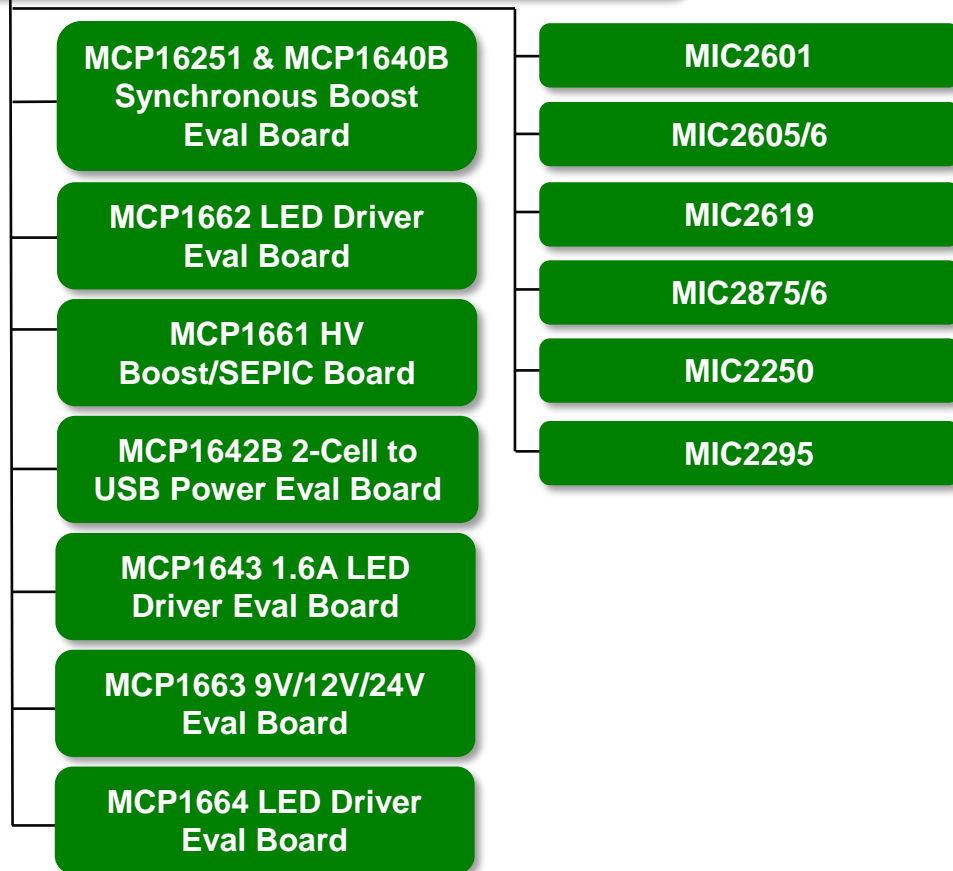 MCP16251 & MCP1640B
Synchronous Boost
Eval Board
MCP1662 LED Driver
Eval Board
MCP1661 HV
Boost/SEPIC Board
MCP1642B 2-Cell to
USB Power Eval Board
MCP1643 1.6A LED
Driver Eval Board
MCP1663 9V/12V/24V
Eval Board
MCP1664 LED Driver
Eval Board
MIC2601
MIC2605/6
MIC2619
MIC2875/6
MIC2250
MIC2295